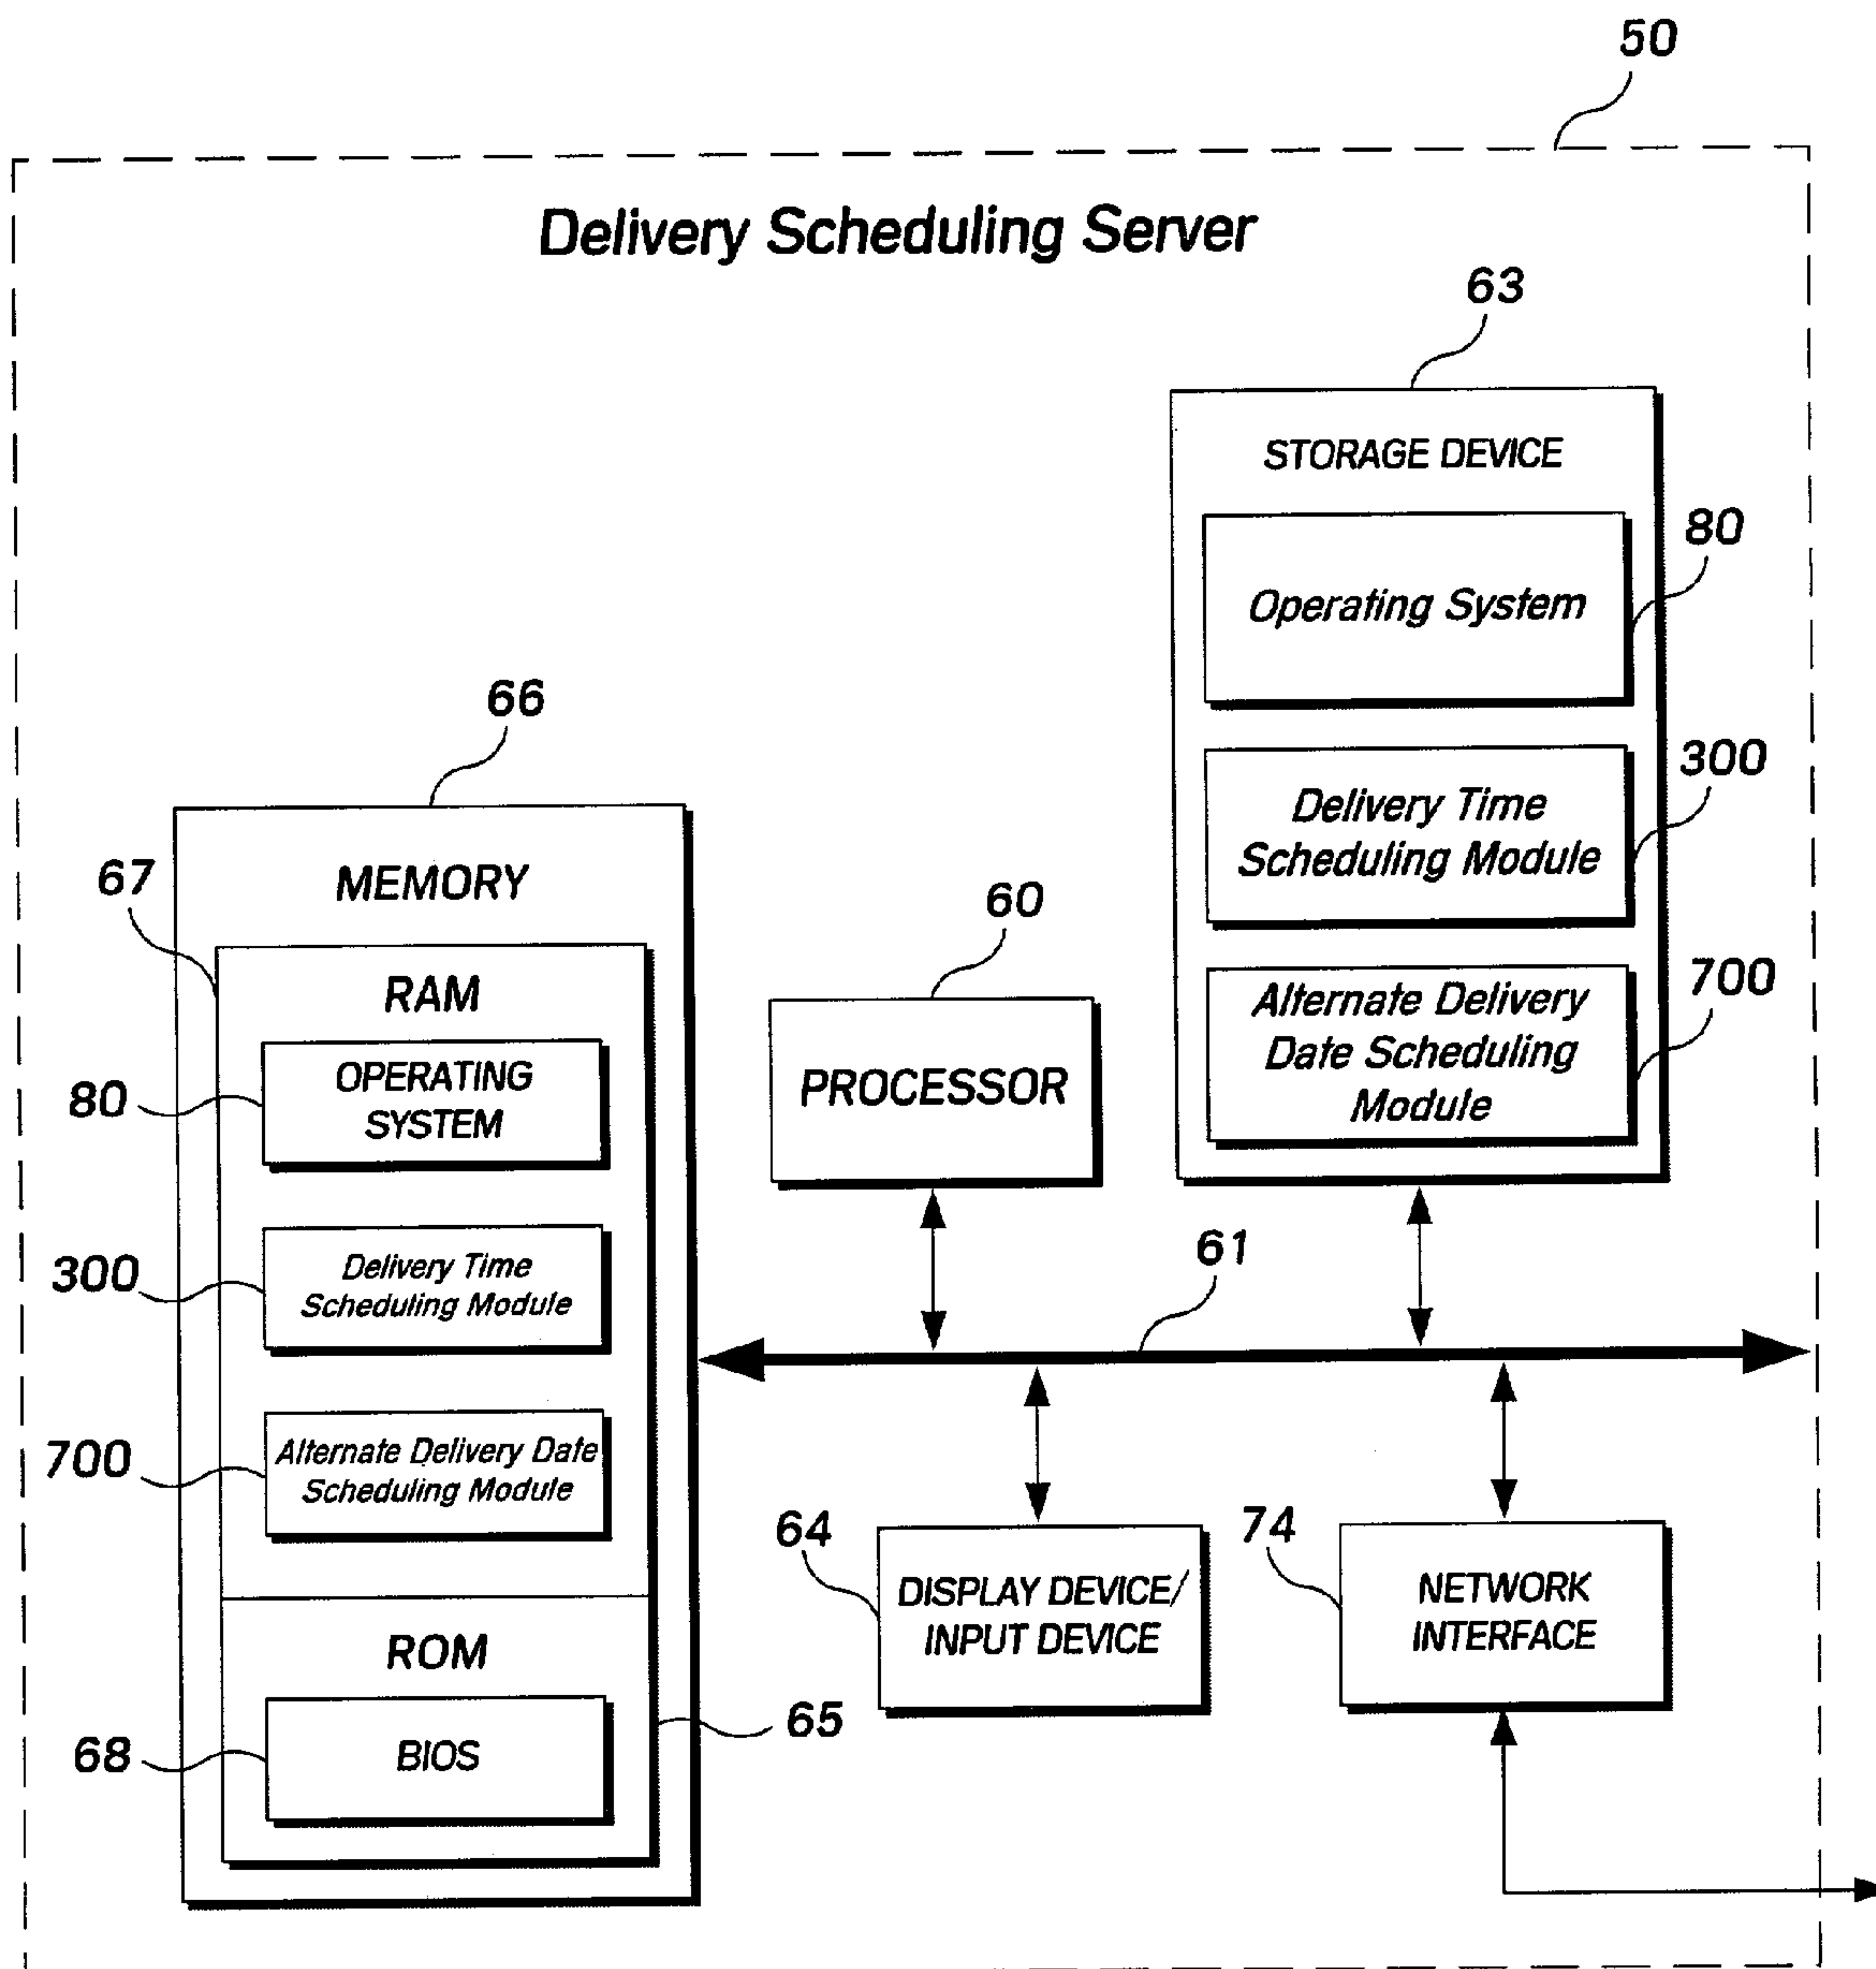 50
Delivery Scheduling Server
63
STORAGE DEVICE
80
Operating System
300
Delivery Time
Scheduling Module
700
Alternate Delivery
Date Scheduling
Module
66
MEMORY
67
RAM
80
OPERATING
SYSTEM
300
Delivery Time
Scheduling Module
700
Alternate Delivery Date
Scheduling Module
ROM
65
68
BIOS
60
PROCESSOR
61
64
DISPLAY DEVICE/
INPUT DEVICE
74
NETWORK
INTERFACE